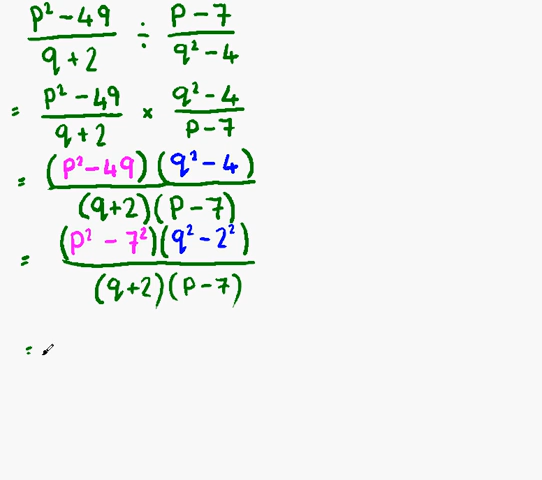 (p² − 49)/(q + 2) ÷ (p − 7)/(q² − 4)
= (p² − 49)/(q + 2) × (q² − 4)/(p − 7)
= (p² − 49)(q² − 4)/(q + 2)(p − 7)
= (p² − 7²)(q² − 2²)/(q + 2)(p − 7)
=